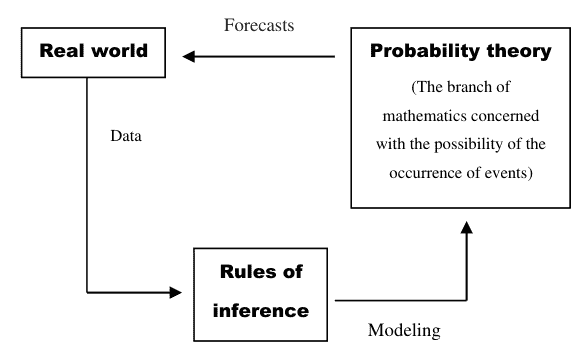 Forecasts
Real world
Probability theory
(The branch of
mathematics concerned
with the possibility of the
occurrence of events)
Data
Rules of
inference
Modeling